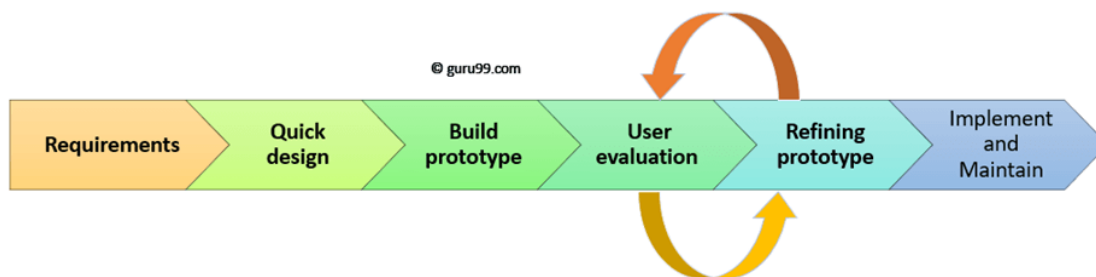 © guru99.com
Requirements
Quick
design
Build
prototype
User
evaluation
Refining
prototype
Implement
and
Maintain